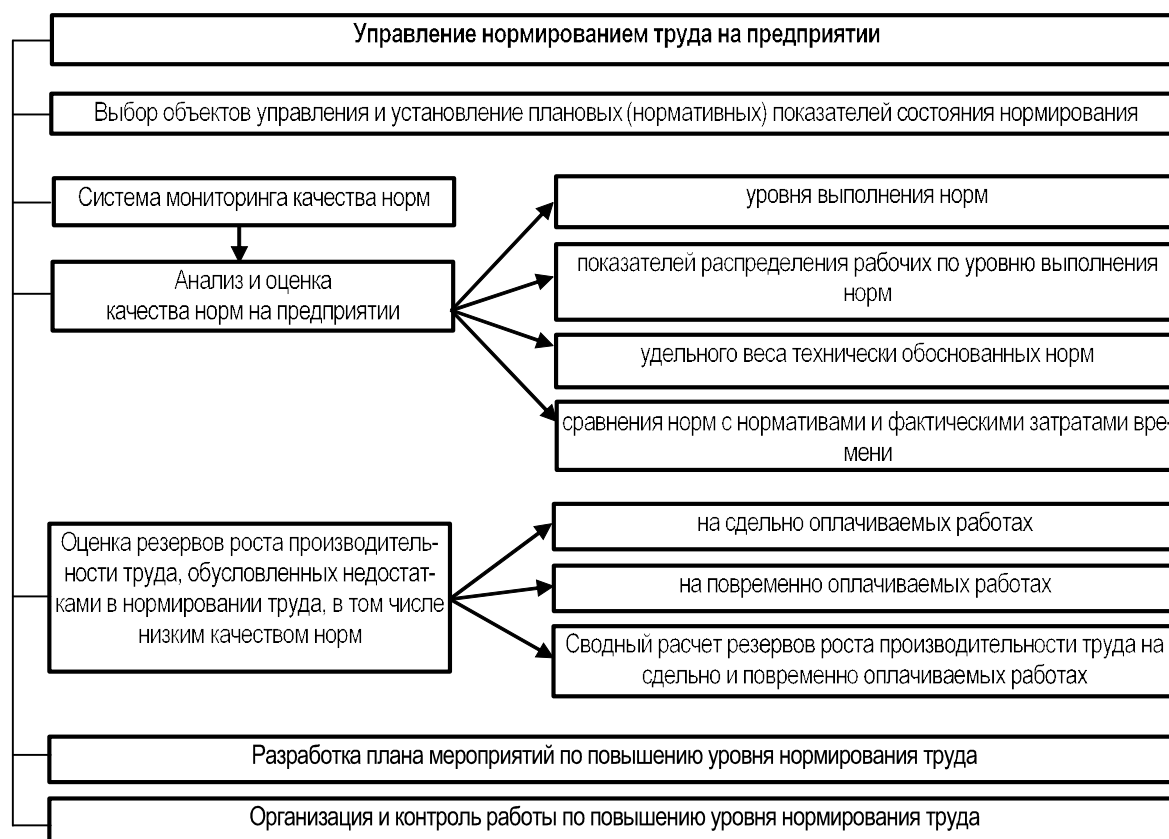 Управление нормированием труда на предприятии
Выбор объектов управления и установление плановых (нормативных) показателей состояния нормирования
Система мониторинга качества норм
уровня выполнения норм
Анализ и оценка
качества норм на предприятии
показателей распределения рабочих по уровню выполнения
норм
удельного веса технически обоснованных норм
сравнения норм с нормативами и фактическими затратами вре-
мени
Оценка резервов роста производитель-
ности труда, обусловленных недостат-
ками в нормировании труда, в том числе
низким качеством норм
на сдельно оплачиваемых работах
на повременно оплачиваемых работах
Сводный расчет резервов роста производительности труда на
сдельно и повременно оплачиваемых работах
Разработка плана мероприятий по повышению уровня нормирования труда
Организация и контроль работы по повышению уровня нормирования труда